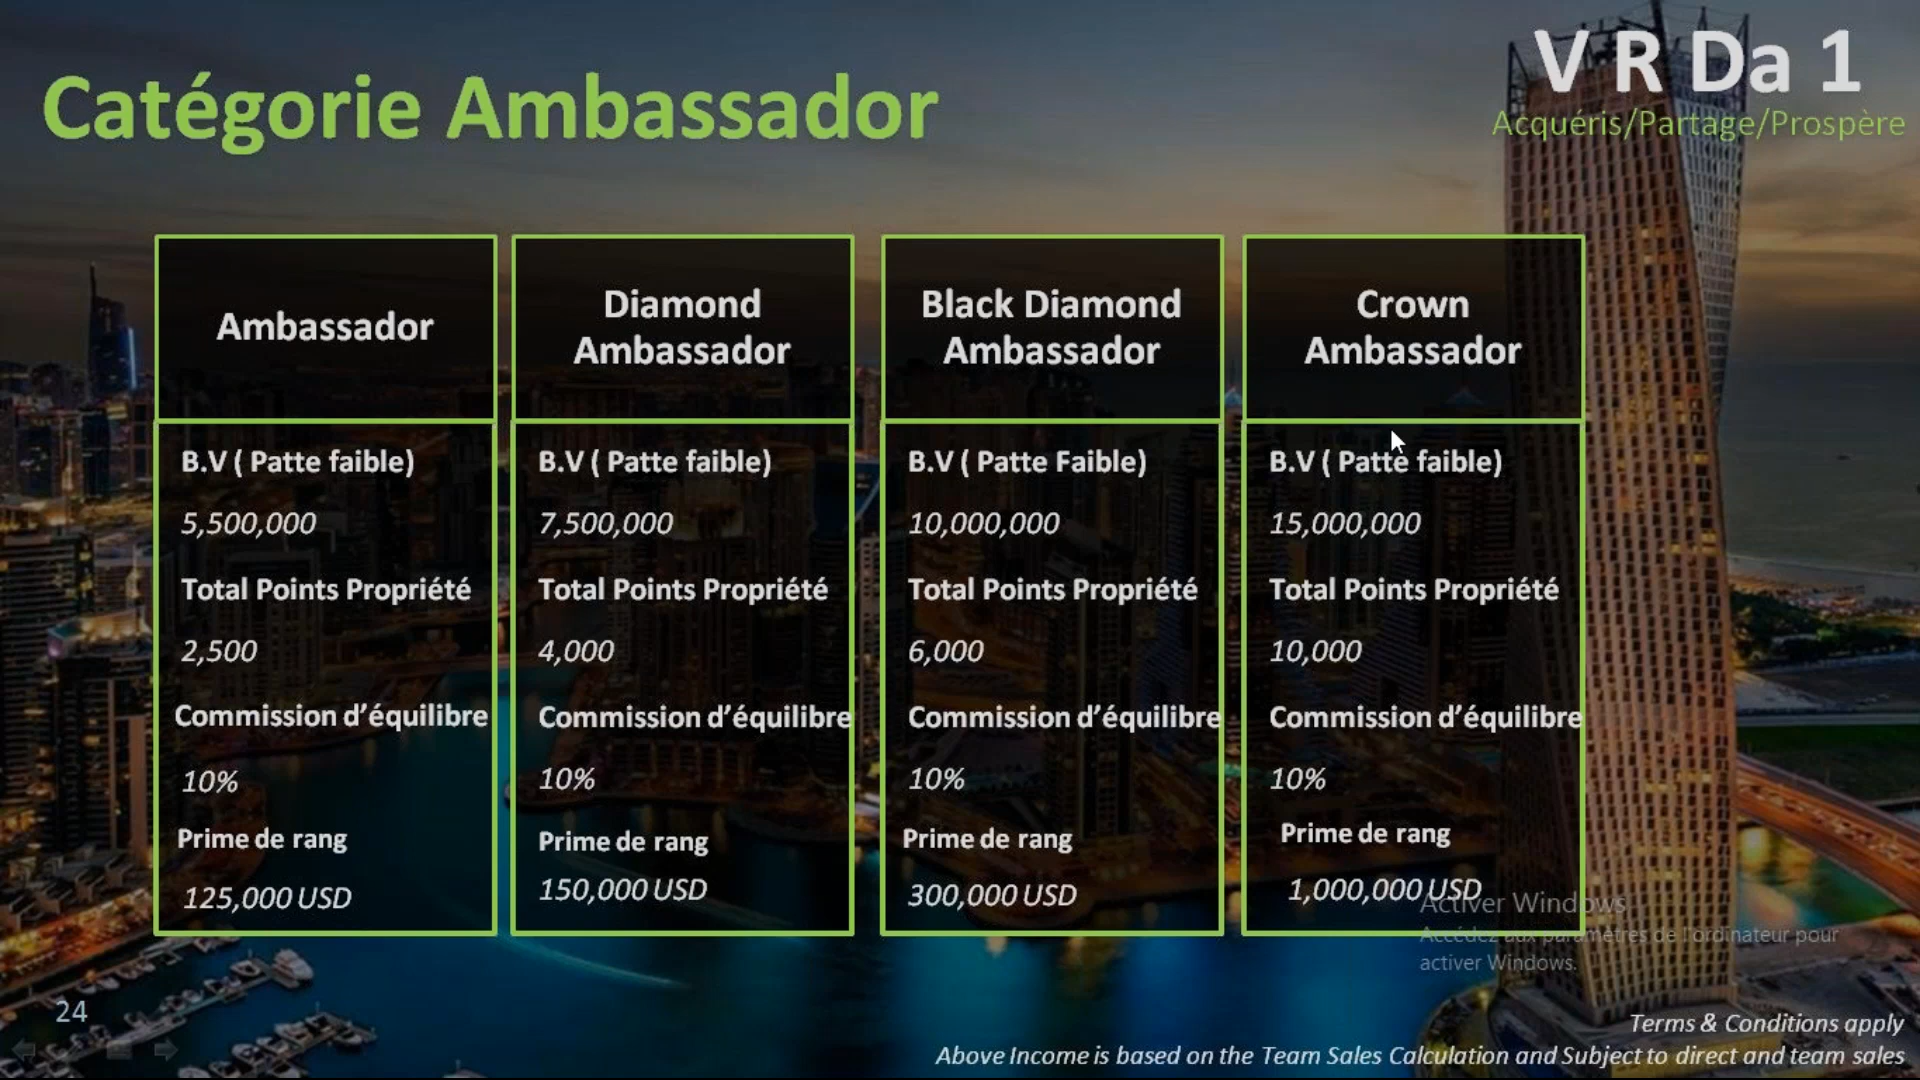 V R Da 1
Acquéris/Partage/Prospère
Catégorie Ambassador
Ambassador
B.V ( Patte faible)
5,500,000
Total Points Propriété
2,500
Commission d’équilibre
10%
Prime de rang
125,000 USD
Diamond
Ambassador
B.V ( Patte faible)
7,500,000
Total Points Propriété
4,000
Commission d’équilibre
10%
Prime de rang
150,000 USD
Black Diamond
Ambassador
B.V ( Patte Faible)
10,000,000
Total Points Propriété
6,000
Commission d’équilibre
10%
Prime de rang
300,000 USD
Crown
Ambassador
B.V ( Patte faible)
15,000,000
Total Points Propriété
10,000
Commission d’équilibre
10%
Prime de rang
1,000,000 USD
Activer Windows
Accédez aux paramètres de l'ordinateur pour
activer Windows.
24
Terms & Conditions apply
Above Income is based on the Team Sales Calculation and Subject to direct and team sales